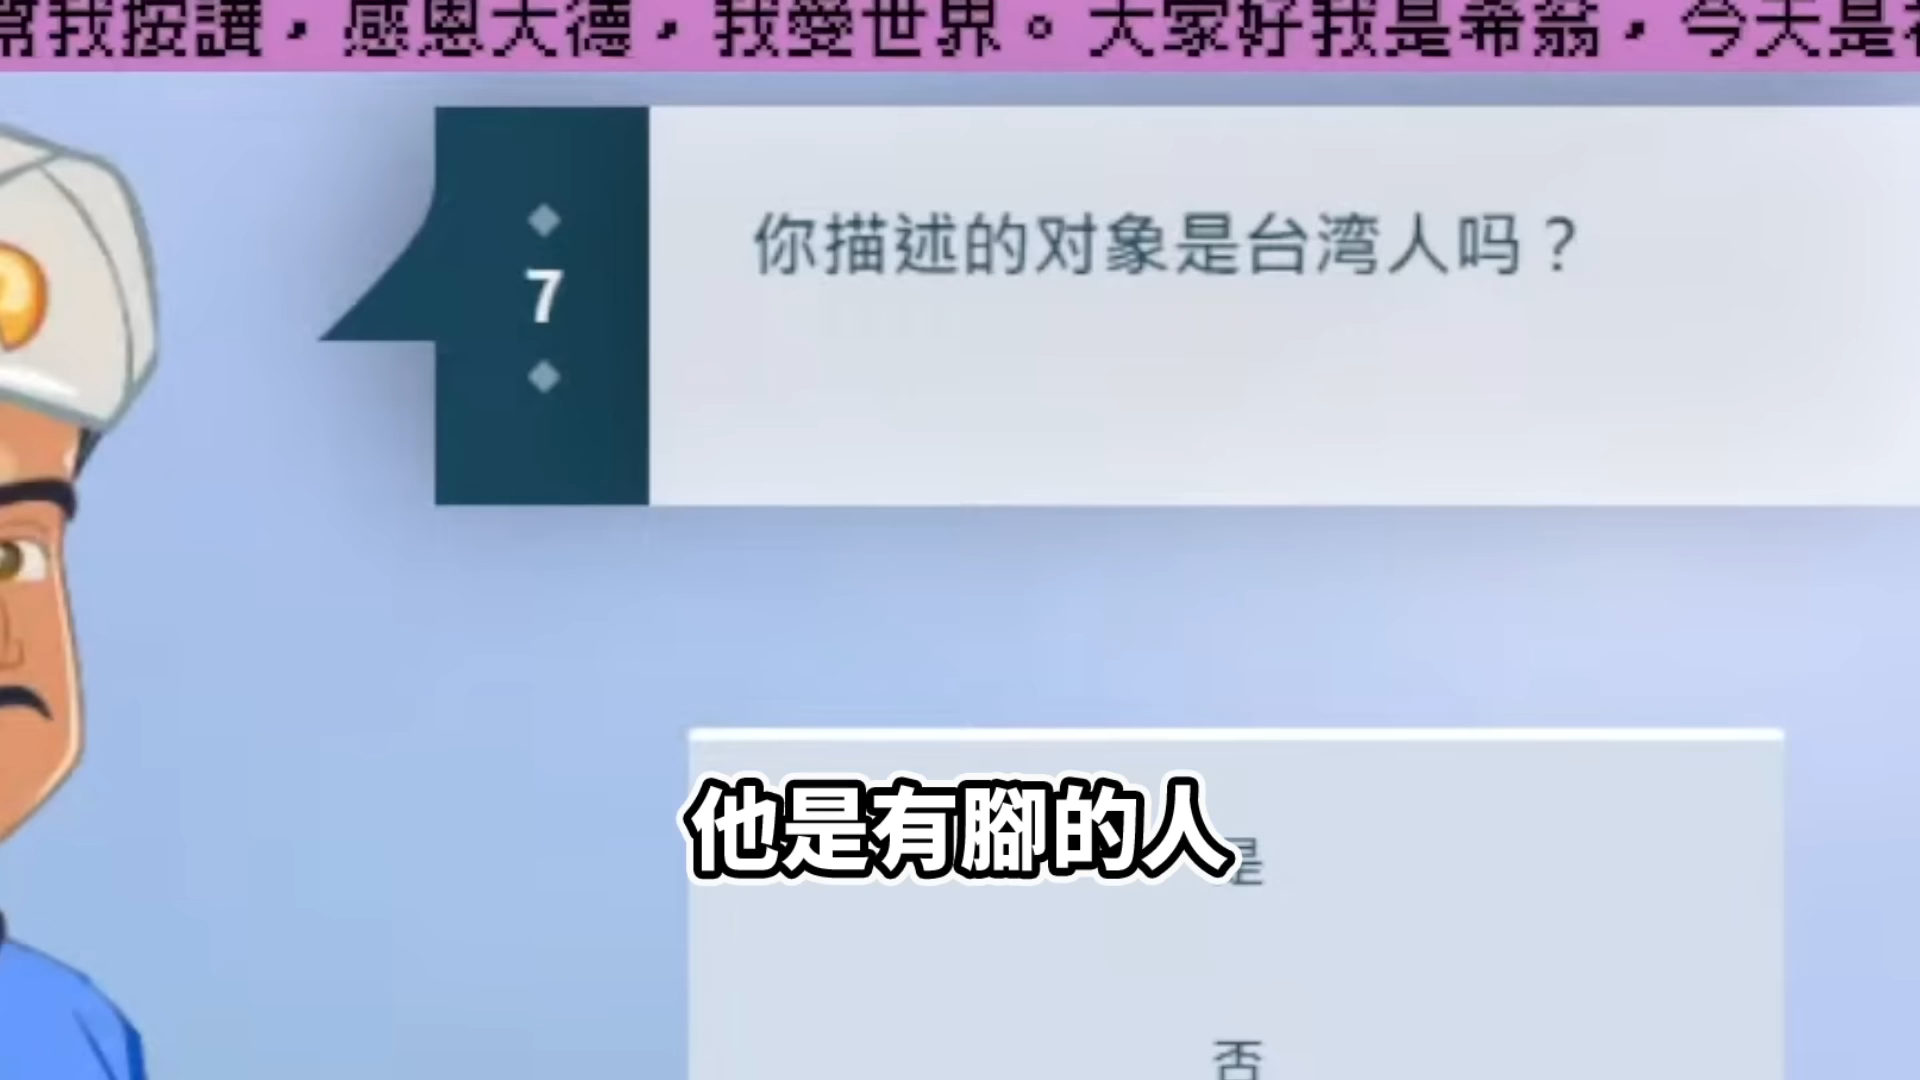 幫我按讚，感恩大德，我愛世界。大家好我是希翁，今天是
7
你描述的对象是台湾人吗？
他是有腳的人
是
否